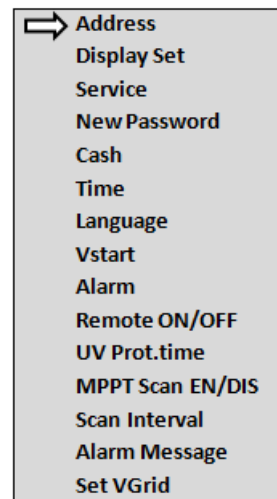 Address
Display Set
Service
New Password
Cash
Time
Language
Vstart
Alarm
Remote ON/OFF
UV Prot.time
MPPT Scan EN/DIS
Scan Interval
Alarm Message
Set VGrid